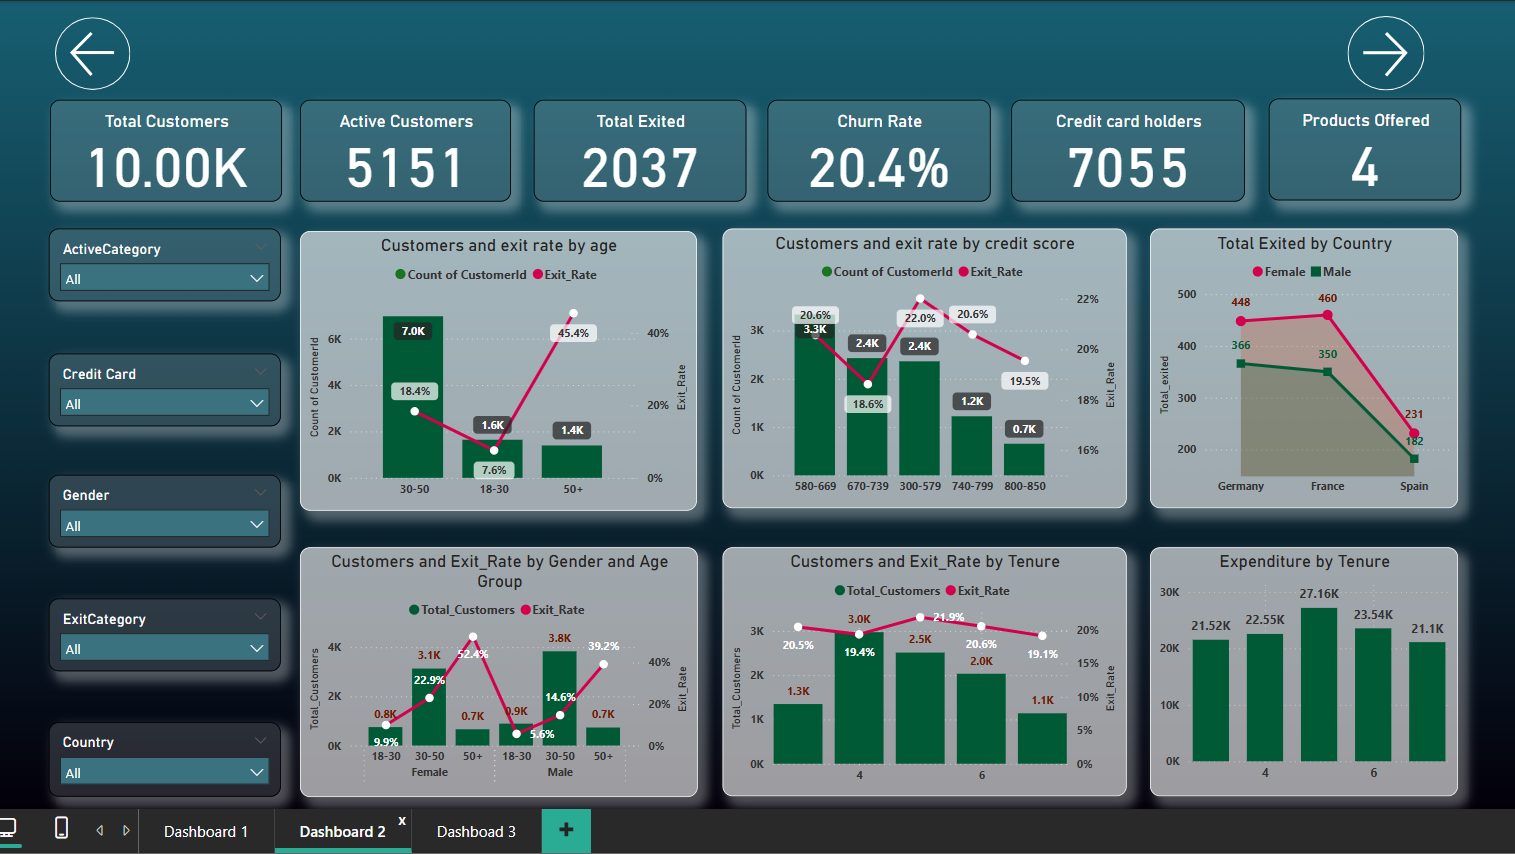 Total Customers
10.00K
Active Customers
5151
Total Exited
2037
Churn Rate
20.4%
Credit card holders
7055
Products Offered
4
ActiveCategory
All
Credit Card
All
Gender
All
ExitCategory
All
Country
All
Customers and exit rate by age
Count of CustomerId Exit_Rate
Count of CustomerId
6K
4K
2K
0K
7.0K
18.4%
1.6K
7.6%
1.4K
45.4%
40%
20%
0%
Exit_Rate
30-50 18-30 50+
Customers and exit rate by credit score
Count of CustomerId Exit_Rate
Count of CustomerId
3K
2K
1K
0K
20.6%
3.3K
2.4K
18.6%
22.0%
2.4K
20.6%
1.2K
19.5%
0.7K
22%
20%
18%
16%
Exit_Rate
580-669 670-739 300-579 740-799 800-850
Total Exited by Country
Female Male
Total_exited
500
400
300
200
448
366
460
350
231
182
Germany France Spain
Customers and Exit_Rate by Gender and Age
Group
Total_Customers Exit_Rate
Total_Customers
4K
2K
0K
0.8K
9.9%
3.1K
22.9%
52.4%
0.7K
0.9K
5.6%
3.8K
14.6%
39.2%
0.7K
40%
20%
0%
Exit_Rate
18-30 30-50 50+ 18-30 30-50 50+
Female Male
Customers and Exit_Rate by Tenure
Total_Customers Exit_Rate
Total_Customers
3K
2K
1K
0K
20.5%
1.3K
3.0K
19.4%
21.9%
2.5K
20.6%
2.0K
19.1%
1.1K
20%
15%
10%
5%
0%
Exit_Rate
4 6
Expenditure by Tenure
30K
20K
10K
0K
21.52K
22.55K
27.16K
23.54K
21.1K
4 6
Dashboard 1
Dashboard 2 x
Dashboad 3
+